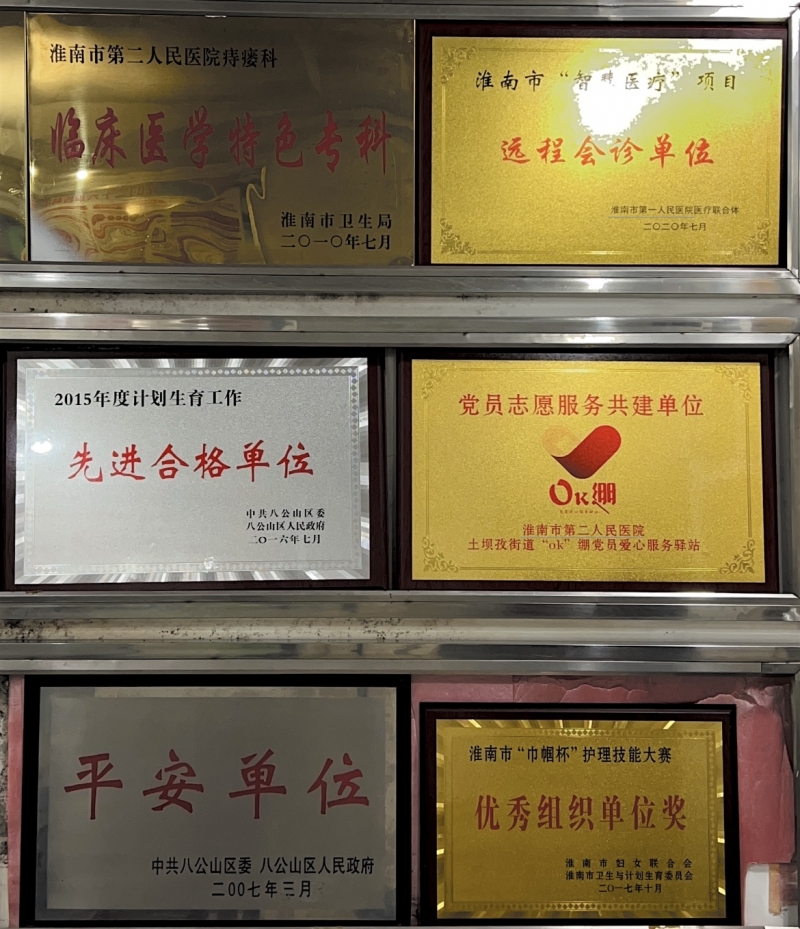 淮南市第二人民医院痔瘘科
临床医学特色专科
淮南市卫生局
二〇一〇年七月
淮南市“智慧医疗”项目
远程会诊单位
淮南市第一人民医院医疗联合体
二〇二〇年七月
2015年度计划生育工作
先进合格单位
中共八公山区委
八公山区人民政府
二〇一六年七月
党员志愿服务共建单位
OK绷
淮南市第二人民医院
土坝孜街道“ok”绷党员爱心服务驿站
平安单位
中共八公山区委 八公山区人民政府
二00七年三月
淮南市“巾帼杯”护理技能大赛
优秀组织单位奖
淮南市妇女联合会
淮南市卫生与计划生育委员会
二〇一七年十月